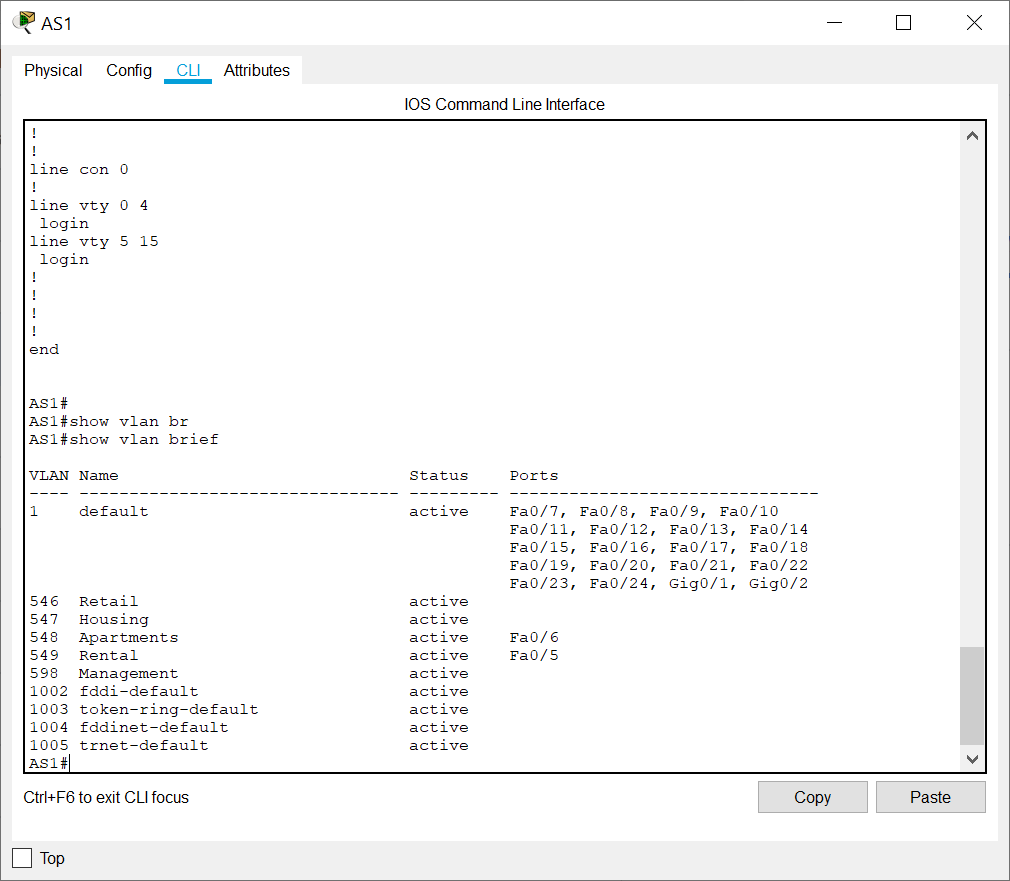 AS1
Physical Config CLI Attributes
IOS Command Line Interface
!
!
line con 0
!
line vty 0 4
 login
line vty 5 15
 login
!
!
!
!
end
AS1#
AS1#show vlan br
AS1#show vlan brief
VLAN Name                             Status    Ports
---- -------------------------------- --------- -------------------------------
1    default                          active    Fa0/7, Fa0/8, Fa0/9, Fa0/10
                                                Fa0/11, Fa0/12, Fa0/13, Fa0/14
                                                Fa0/15, Fa0/16, Fa0/17, Fa0/18
                                                Fa0/19, Fa0/20, Fa0/21, Fa0/22
                                                Fa0/23, Fa0/24, Gig0/1, Gig0/2
546  Retail                           active
547  Housing                          active
548  Apartments                       active    Fa0/6
549  Rental                           active    Fa0/5
598  Management                       active
1002 fddi-default                     active
1003 token-ring-default               active
1004 fddinet-default                  active
1005 trnet-default                    active
AS1#
Ctrl+F6 to exit CLI focus Copy Paste
Top